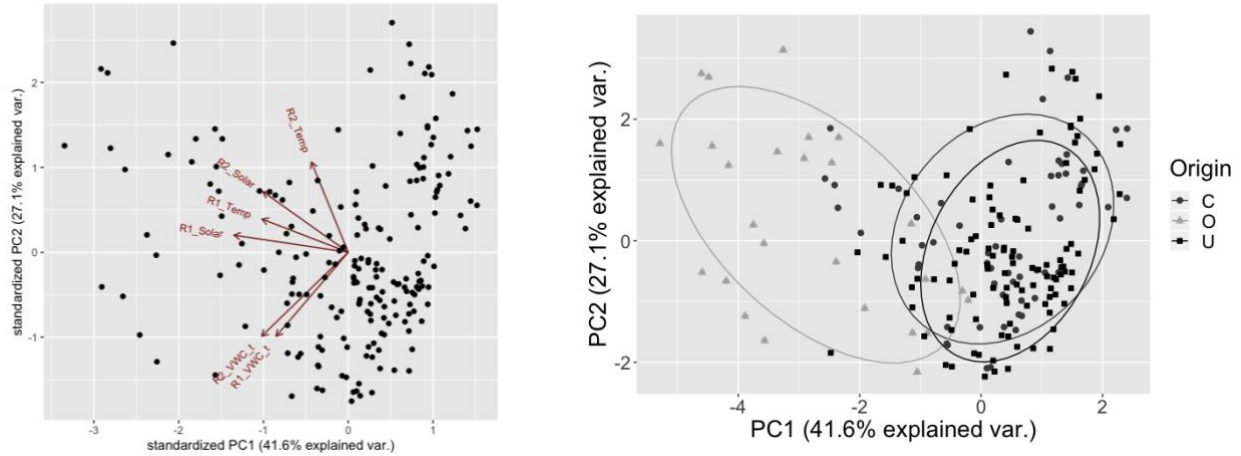 standardized PC2 (27.1% explained var.)
2
1
0
-1
R2_Temp
R2_Solar
R1_Temp
R1_Solar
R2_VWC_t
R1_VWC_t
-3
-2
-1
0
1
standardized PC1 (41.6% explained var.)
PC2 (27.1% explained var.)
2
0
-2
-4
-2
0
2
PC1 (41.6% explained var.)
Origin
C
O
U